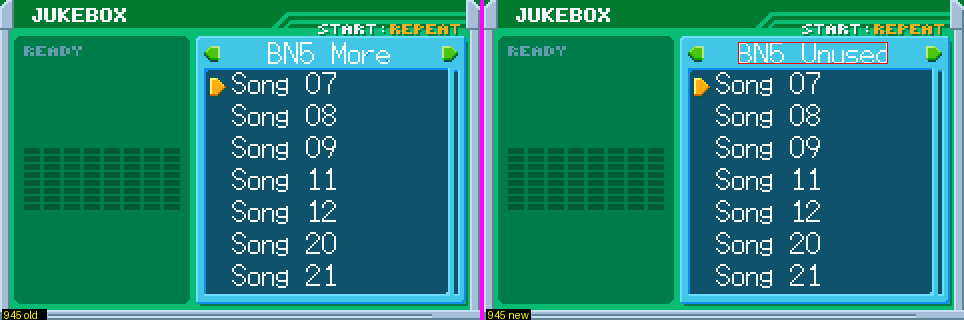 JUKEBOX
START:REPEAT
READY
BN5 More
Song 07
Song 08
Song 09
Song 11
Song 12
Song 20
Song 21
945 old
JUKEBOX
START:REPEAT
READY
BN5 Unused
Song 07
Song 08
Song 09
Song 11
Song 12
Song 20
Song 21
945 new